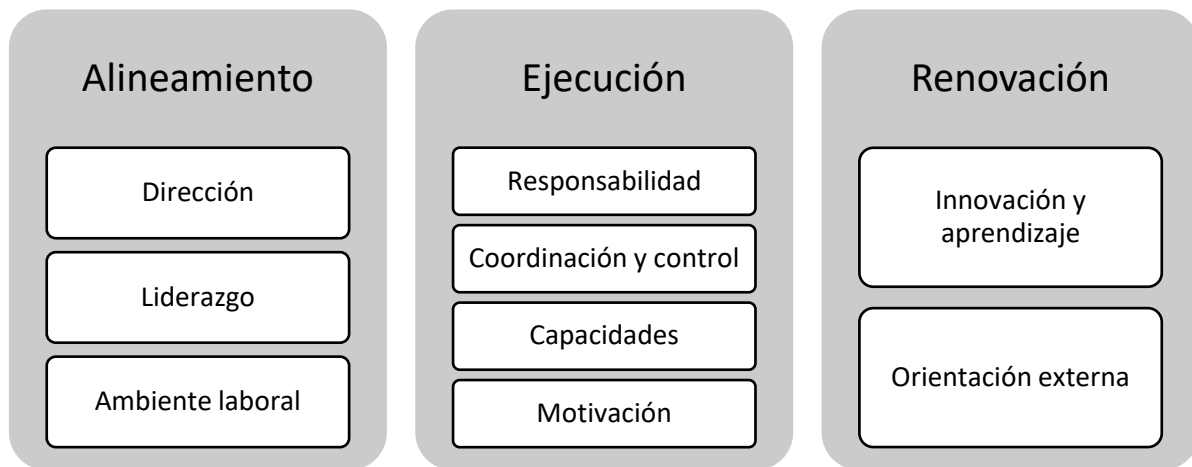 Alineamiento
Dirección
Liderazgo
Ambiente laboral
Ejecución
Responsabilidad
Coordinación y control
Capacidades
Motivación
Renovación
Innovación y
aprendizaje
Orientación externa